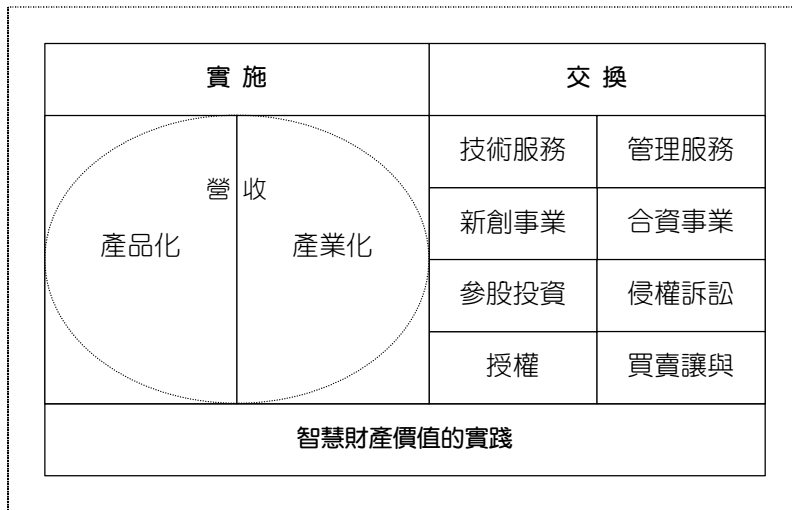 實 施
交 換
營 收
產品化
產業化
技術服務
管理服務
新創事業
合資事業
參股投資
侵權訴訟
授權
買賣讓與
智慧財產價值的實踐